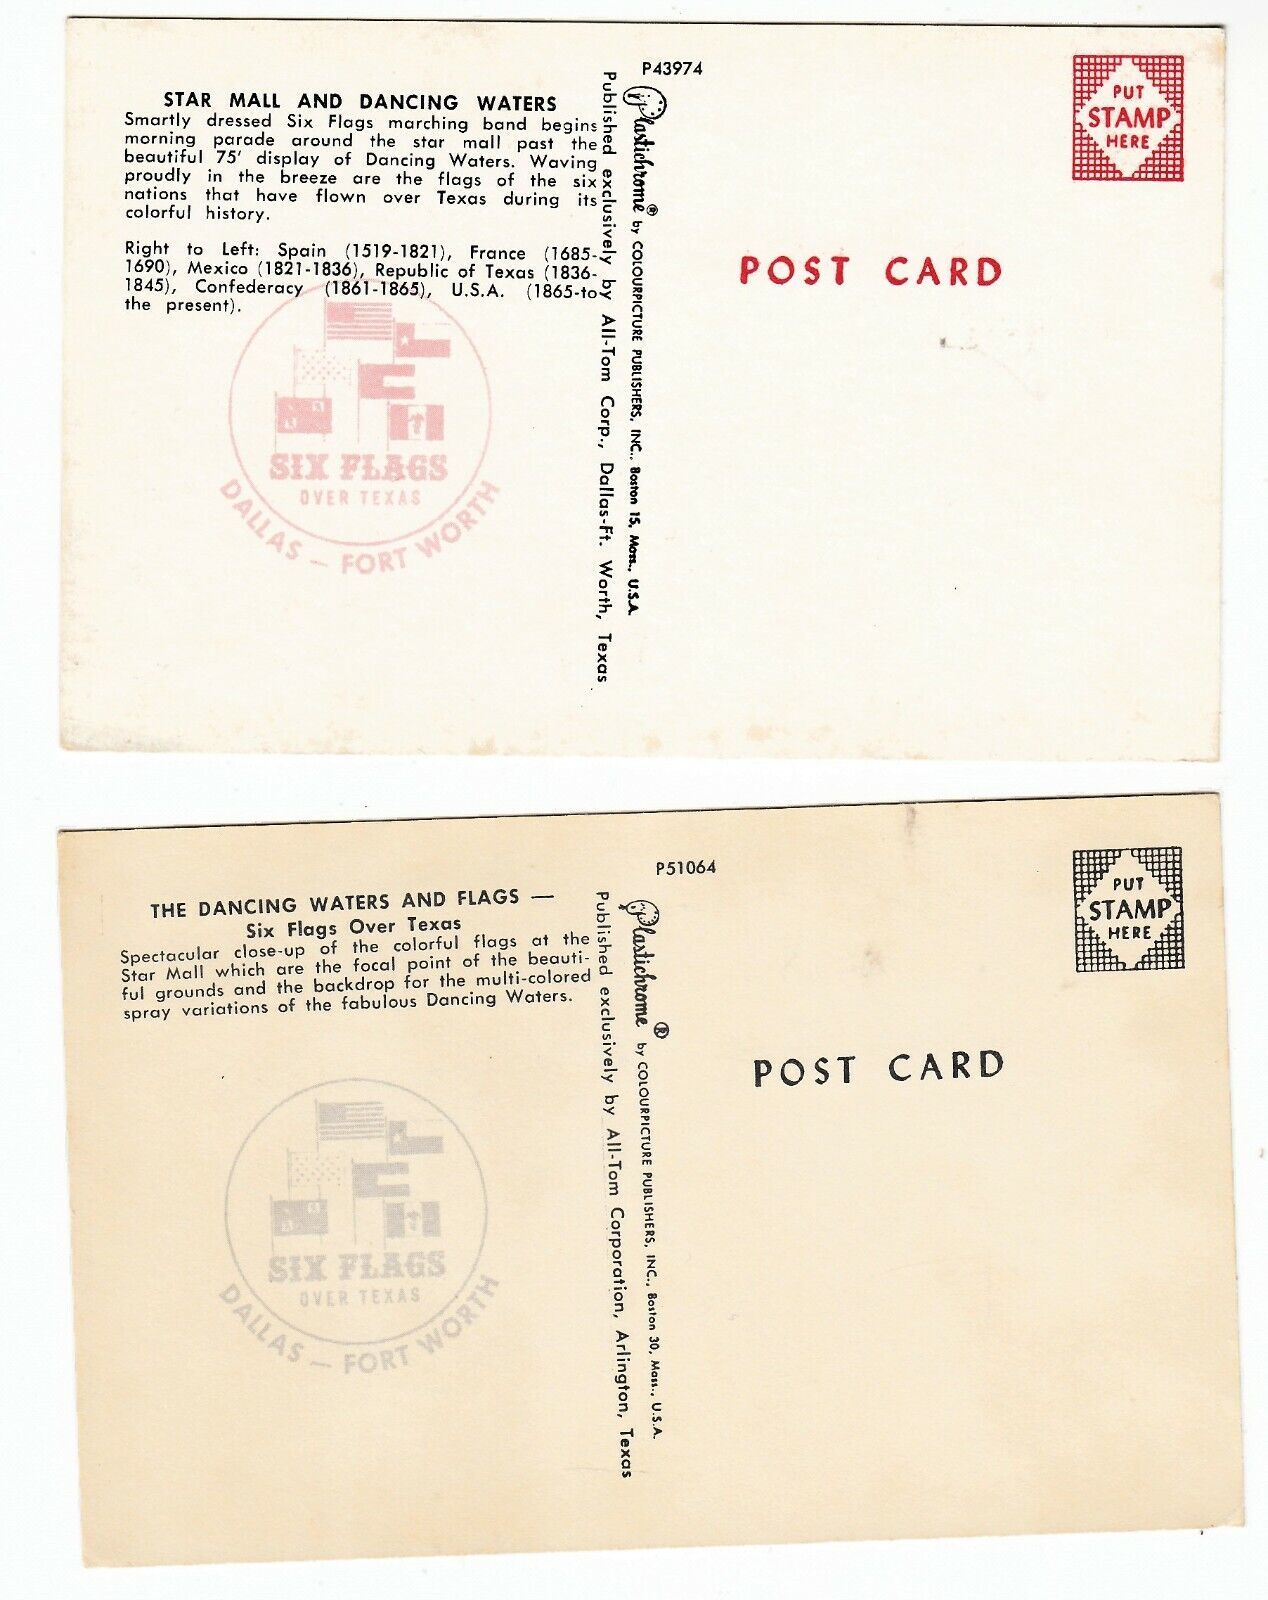 P43974
STAR MALL AND DANCING WATERS
Smartly dressed Six Flags marching band begins
morning parade around the star mall past the
beautiful 75' display of Dancing Waters. Waving
proudly in the breeze are the flags of the six
nations that have flown over Texas during its
colorful history.
Right to Left: Spain (1519-1821), France (1685-
1690), Mexico (1821-1836), Republic of Texas (1836-
1845), Confederacy (1861-1865), U.S.A. (1865-to
the present).
SIX FLAGS
OVER TEXAS
DALLAS — FORT WORTH
Published exclusively by All-Tom Corp., Dallas-Ft. Worth, Texas
Plastichrome® by COLOURPICTURE PUBLISHERS, INC., Boston 15, Mass., U.S.A.
PUT
STAMP
HERE
POST CARD
P51064
THE DANCING WATERS AND FLAGS —
Six Flags Over Texas
Spectacular close-up of the colorful flags at the
Star Mall which are the focal point of the beauti-
ful grounds and the backdrop for the multi-colored
spray variations of the fabulous Dancing Waters.
SIX FLAGS
OVER TEXAS
DALLAS — FORT WORTH
Published exclusively by All-Tom Corporation, Arlington, Texas
Plastichrome® by COLOURPICTURE PUBLISHERS, INC., Boston 30, Mass., U.S.A.
PUT
STAMP
HERE
POST CARD